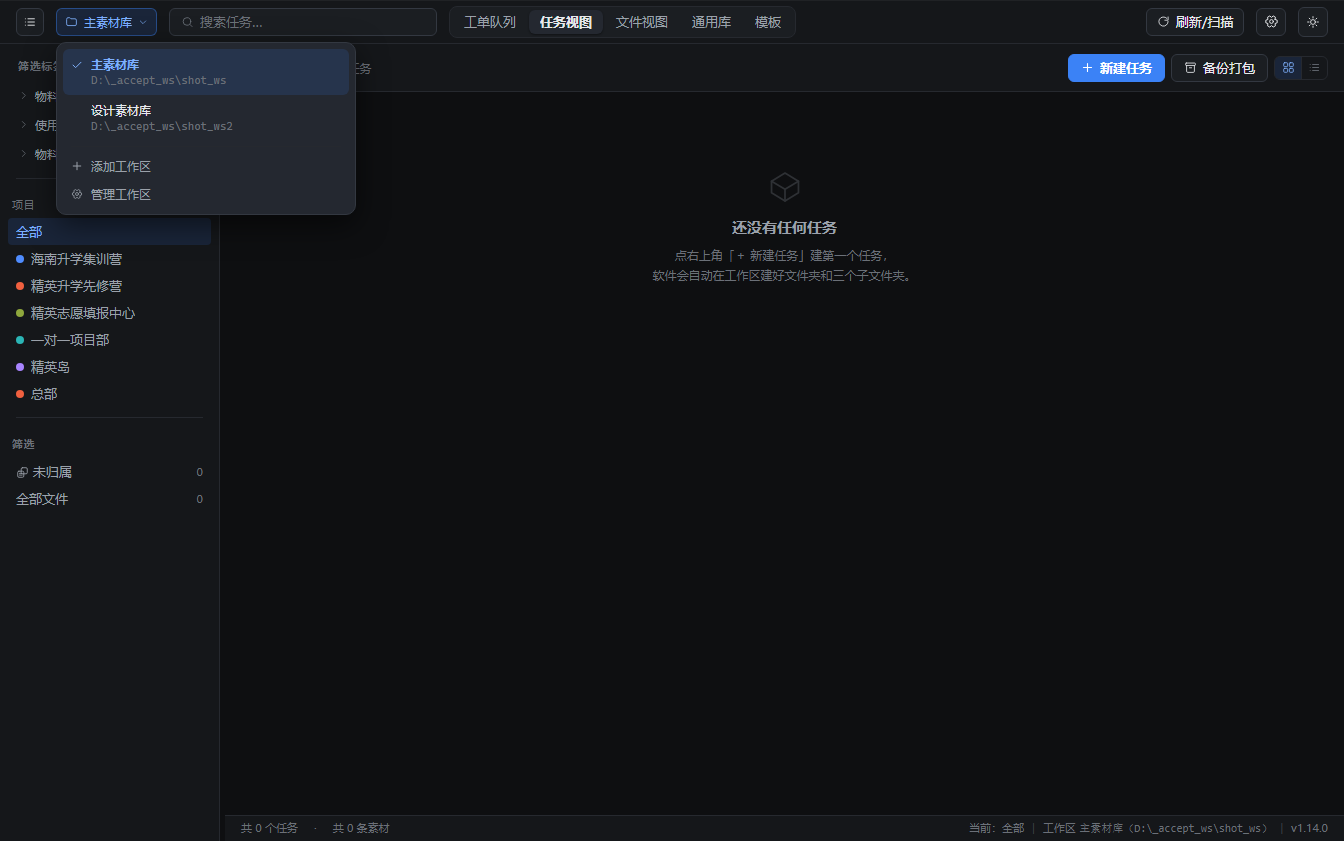 主素材库
搜索任务...
工单队列
任务视图
文件视图
通用库
模板
刷新/扫描
主素材库
D:\_accept_ws\shot_ws
设计素材库
D:\_accept_ws\shot_ws2
添加工作区
管理工作区
筛选标
物料
使用
物料
任务
新建任务
备份打包
项目
全部
海南升学集训营
精英升学先修营
精英志愿填报中心
一对一项目部
精英岛
总部
筛选
未归属 0
全部文件 0
还没有任何任务
点右上角「+ 新建任务」建第一个任务，
软件会自动在工作区建好文件夹和三个子文件夹。
共 0 个任务 · 共 0 条素材
当前：全部 | 工作区 主素材库（D:\_accept_ws\shot_ws） | v1.14.0